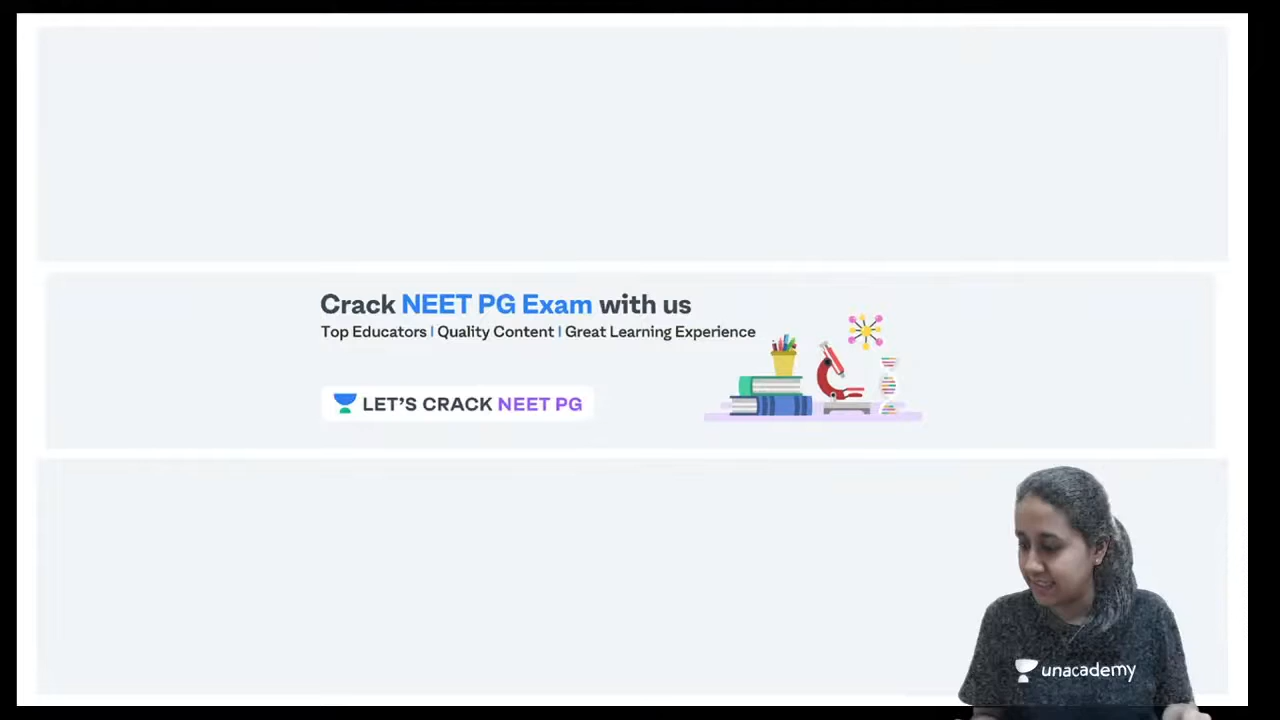 Crack NEET PG Exam with us
Top Educators | Quality Content | Great Learning Experience
LET'S CRACK NEET PG
unacademy